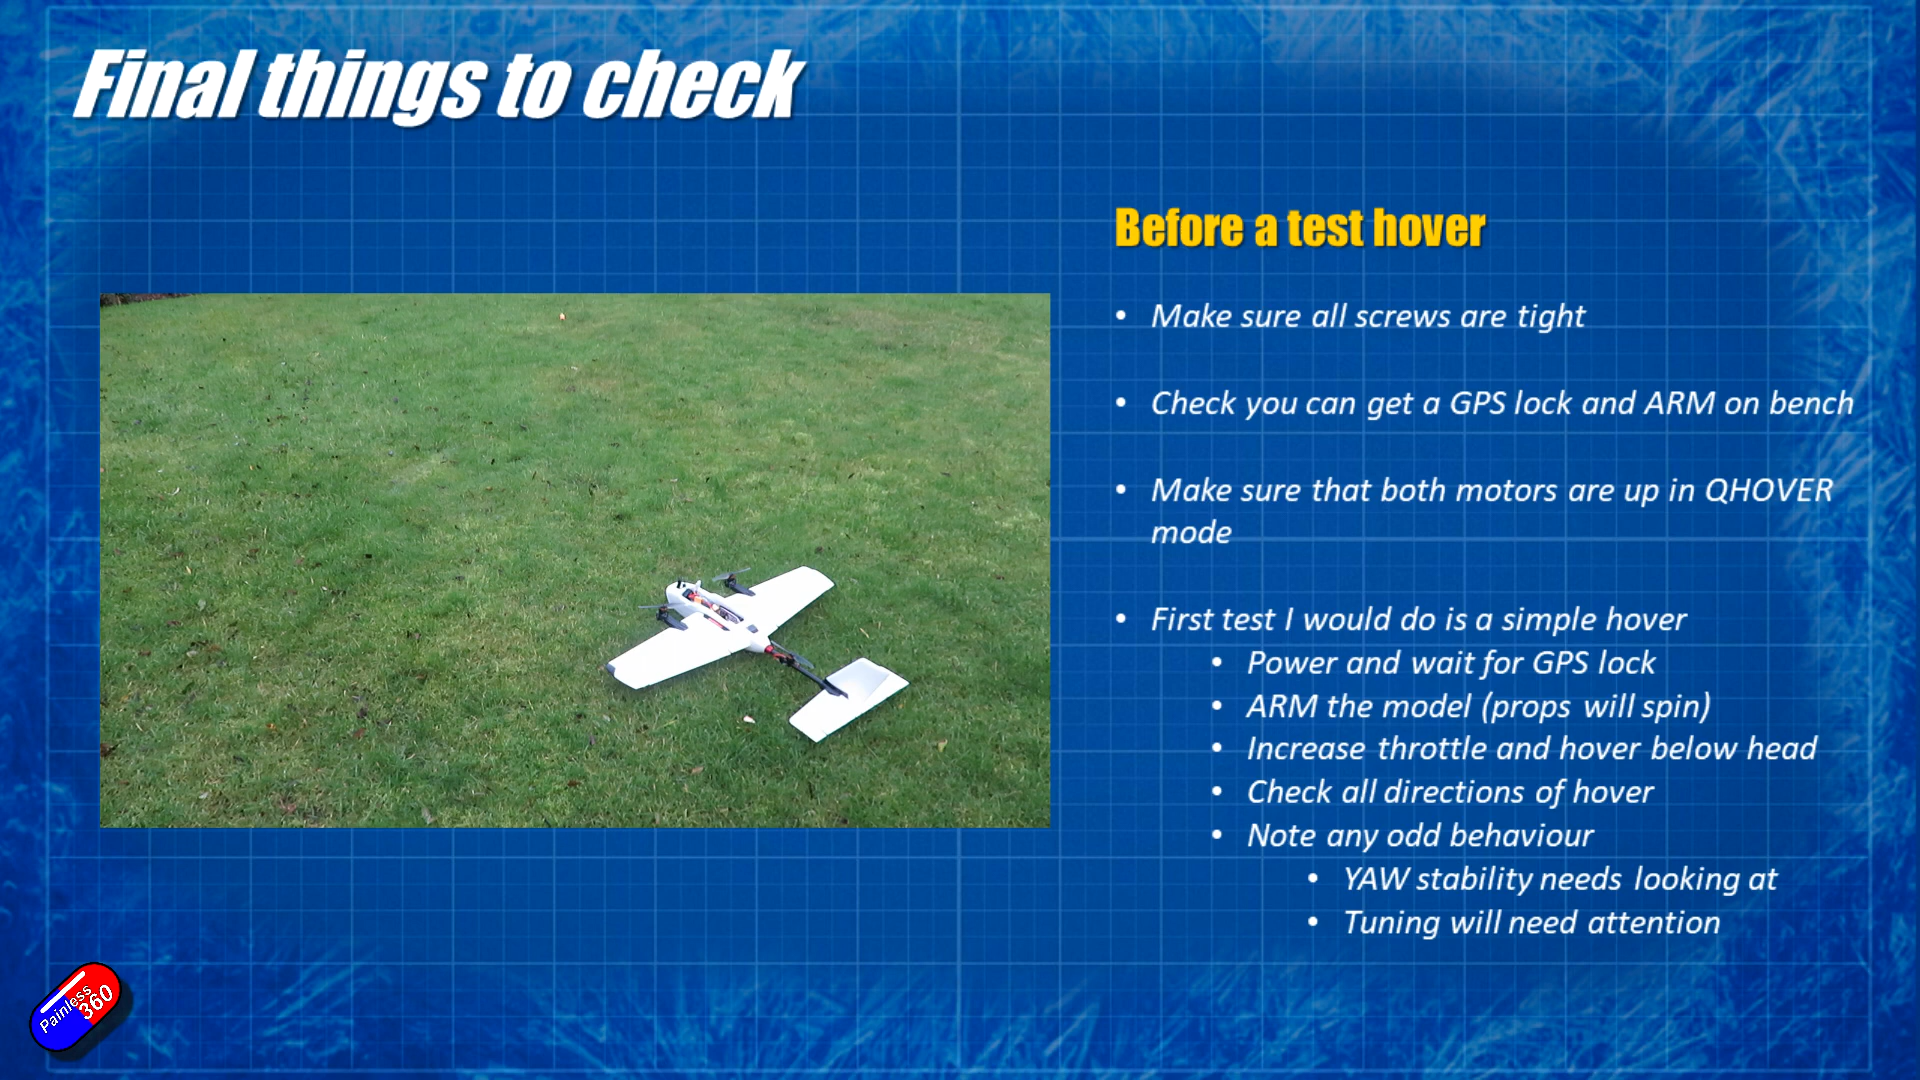 Final things to check
Before a test hover
• Make sure all screws are tight
• Check you can get a GPS lock and ARM on bench
• Make sure that both motors are up in QHOVER
mode
• First test I would do is a simple hover
• Power and wait for GPS lock
• ARM the model (props will spin)
• Increase throttle and hover below head
• Check all directions of hover
• Note any odd behaviour
• YAW stability needs looking at
• Tuning will need attention
Painless
360